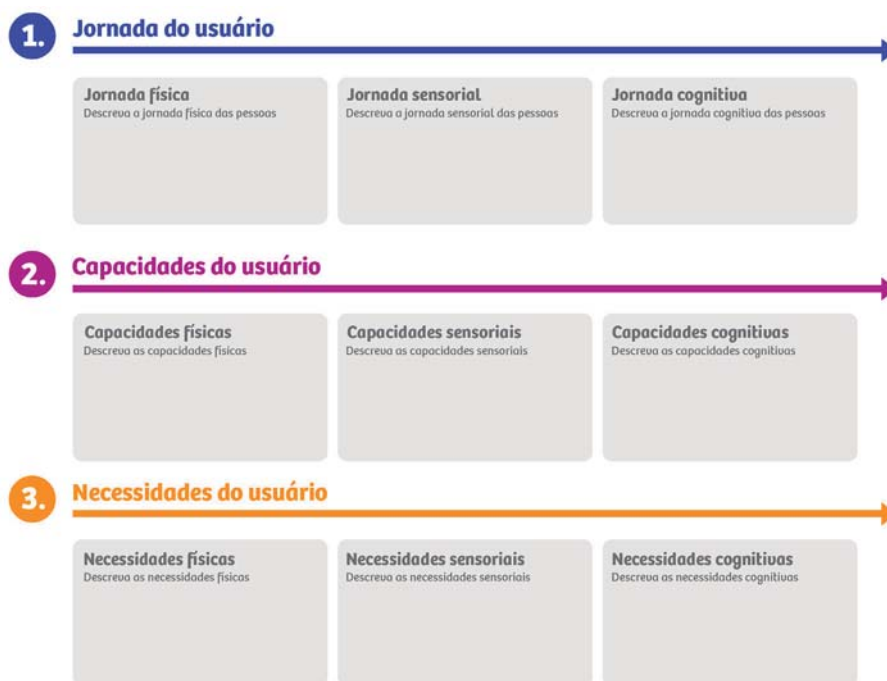 1. Jornada do usuário
Jornada física
Descreva a jornada física das pessoas
Jornada sensorial
Descreva a jornada sensorial das pessoas
Jornada cognitiva
Descreva a jornada cognitiva das pessoas
2. Capacidades do usuário
Capacidades físicas
Descreva as capacidades físicas
Capacidades sensoriais
Descreva as capacidades sensoriais
Capacidades cognitivas
Descreva as capacidades cognitivas
3. Necessidades do usuário
Necessidades físicas
Descreva as necessidades físicas
Necessidades sensoriais
Descreva as necessidades sensoriais
Necessidades cognitivas
Descreva as necessidades cognitivas